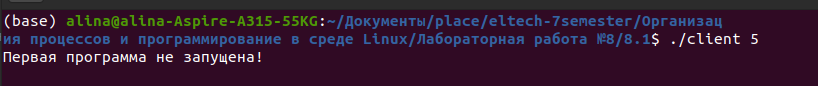 (base) alina@alina-Aspire-A315-55KG:~/Документы/place/eltech-7semester/Организац
ия процессов и программирование в среде Linux/Лабораторная работа №8/8.1$ ./client 5
Первая программа не запущена!